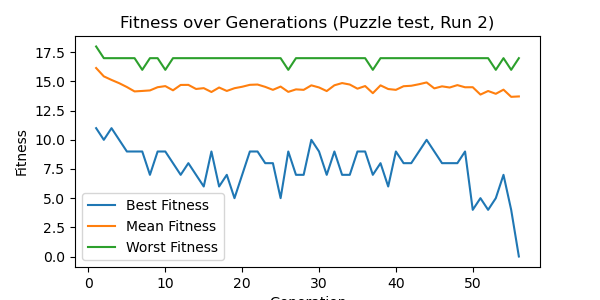 Fitness over Generations (Puzzle test, Run 2)
Fitness
17.5
15.0
12.5
10.0
7.5
5.0
2.5
0.0
Best Fitness
Mean Fitness
Worst Fitness
0 10 20 30 40 50
Generation